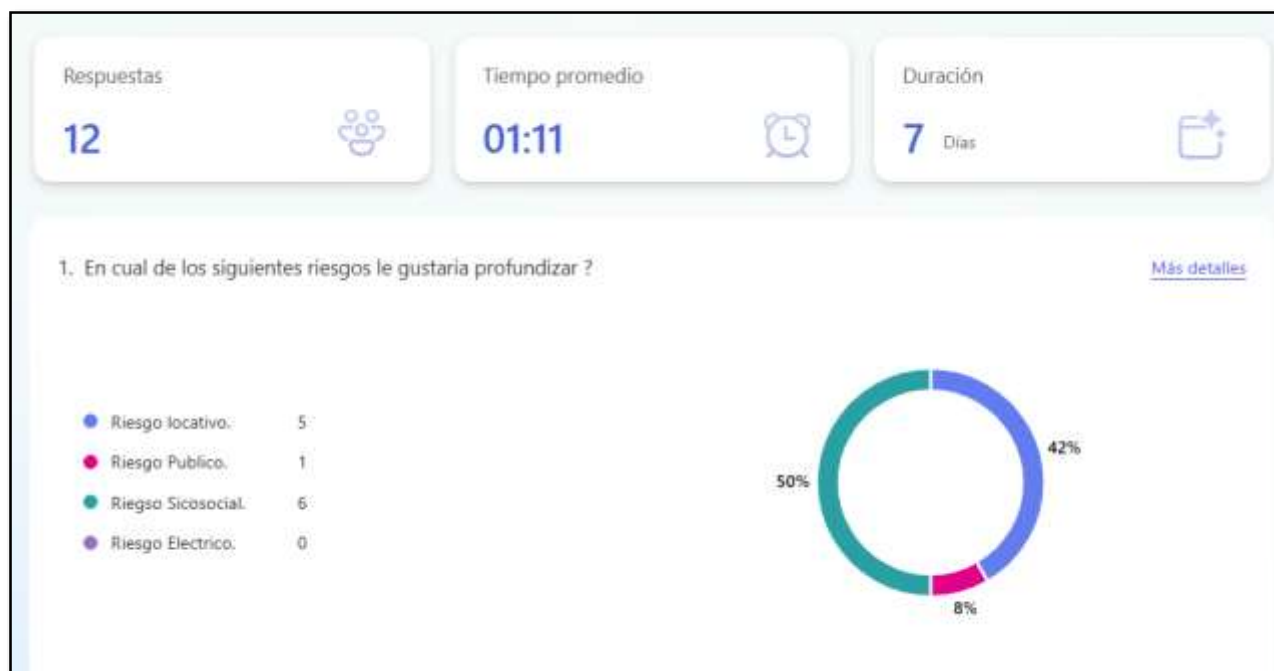 Respuestas
12
Tiempo promedio
01:11
Duración
7 Días
1. En cual de los siguientes riesgos le gustaria profundizar ?
Más detalles
Riesgo locativo. 5
Riesgo Publico. 1
Riegso Sicosocial. 6
Riesgo Electrico. 0
42%
50%
8%